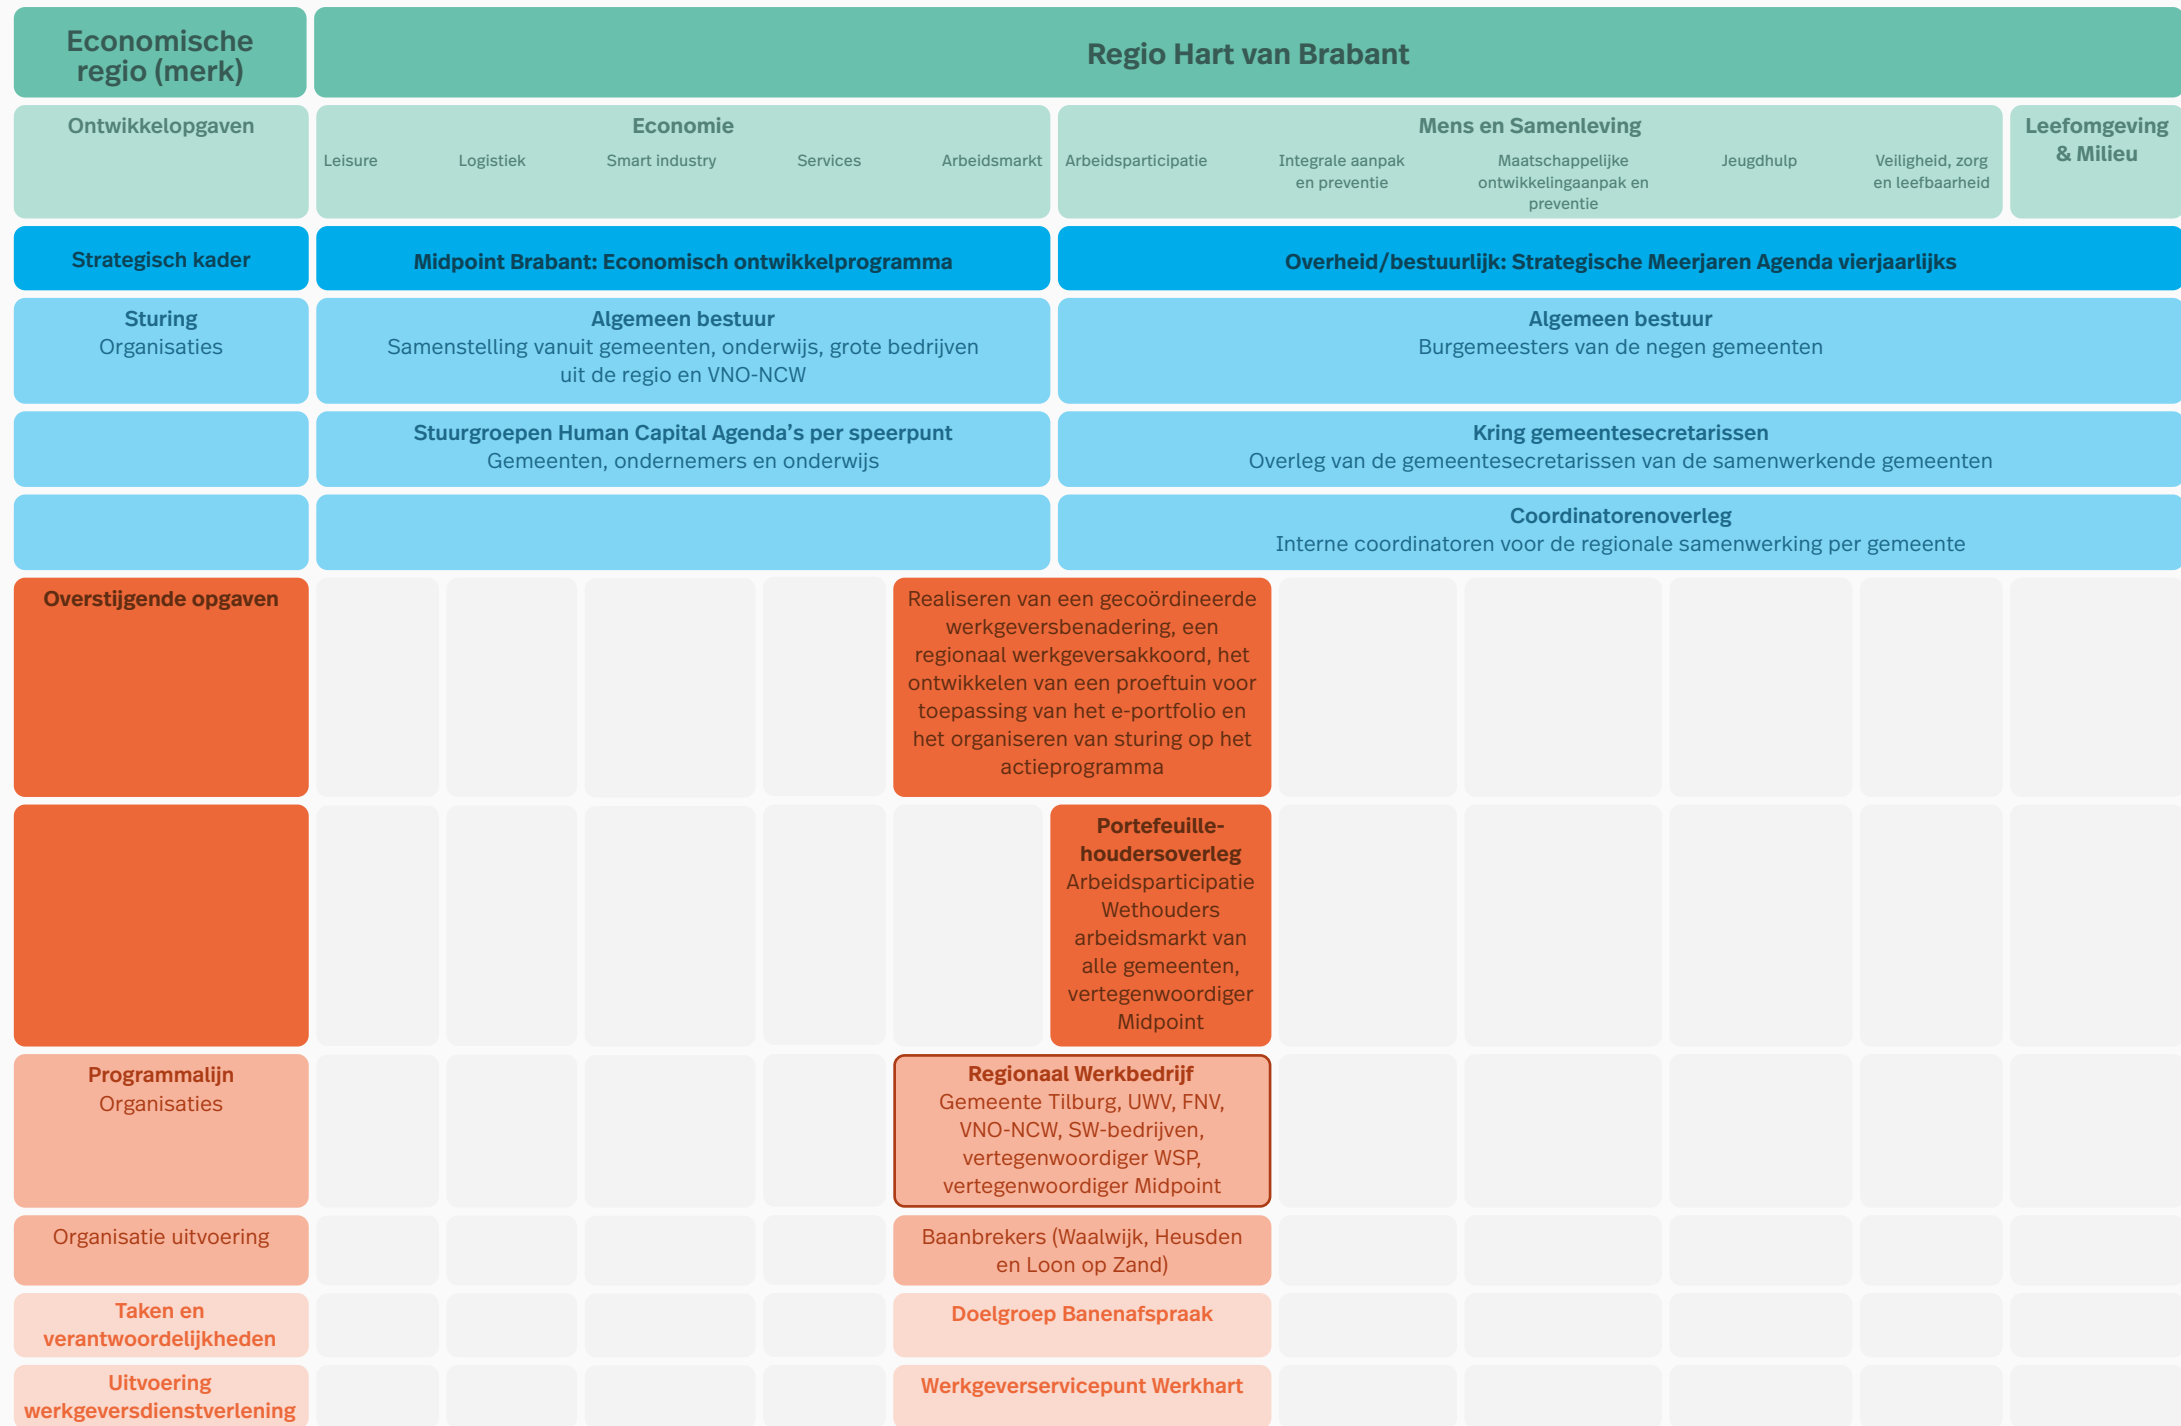 Economische
regio (merk)
Regio Hart van Brabant
Ontwikkelopgaven
Economie
Leisure
Logistiek
Smart industry
Services
Arbeidsmarkt
Mens en Samenleving
Arbeidsparticipatie
Integrale aanpak
en preventie
Maatschappelijke
ontwikkelingaanpak en
preventie
Jeugdhulp
Veiligheid, zorg
en leefbaarheid
Leefomgeving
& Milieu
Strategisch kader
Midpoint Brabant: Economisch ontwikkelprogramma
Overheid/bestuurlijk: Strategische Meerjaren Agenda vierjaarlijks
Sturing
Organisaties
Algemeen bestuur
Samenstelling vanuit gemeenten, onderwijs, grote bedrijven
uit de regio en VNO-NCW
Algemeen bestuur
Burgemeesters van de negen gemeenten
Stuurgroepen Human Capital Agenda’s per speerpunt
Gemeenten, ondernemers en onderwijs
Kring gemeentesecretarissen
Overleg van de gemeentesecretarissen van de samenwerkende gemeenten
Coordinatorenoverleg
Interne coordinatoren voor de regionale samenwerking per gemeente
Overstijgende opgaven
Realiseren van een gecoördineerde
werkgeversbenadering, een
regionaal werkgeversakkoord, het
ontwikkelen van een proeftuin voor
toepassing van het e-portfolio en
het organiseren van sturing op het
actieprogramma
Portefeuille-
houdersoverleg
Arbeidsparticipatie
Wethouders
arbeidsmarkt van
alle gemeenten,
vertegenwoordiger
Midpoint
Programmalijn
Organisaties
Regionaal Werkbedrijf
Gemeente Tilburg, UWV, FNV,
VNO-NCW, SW-bedrijven,
vertegenwoordiger WSP,
vertegenwoordiger Midpoint
Organisatie uitvoering
Baanbrekers (Waalwijk, Heusden
en Loon op Zand)
Taken en
verantwoordelijkheden
Doelgroep Banenafspraak
Uitvoering
werkgeversdienstverlening
Werkgeverservicepunt Werkhart